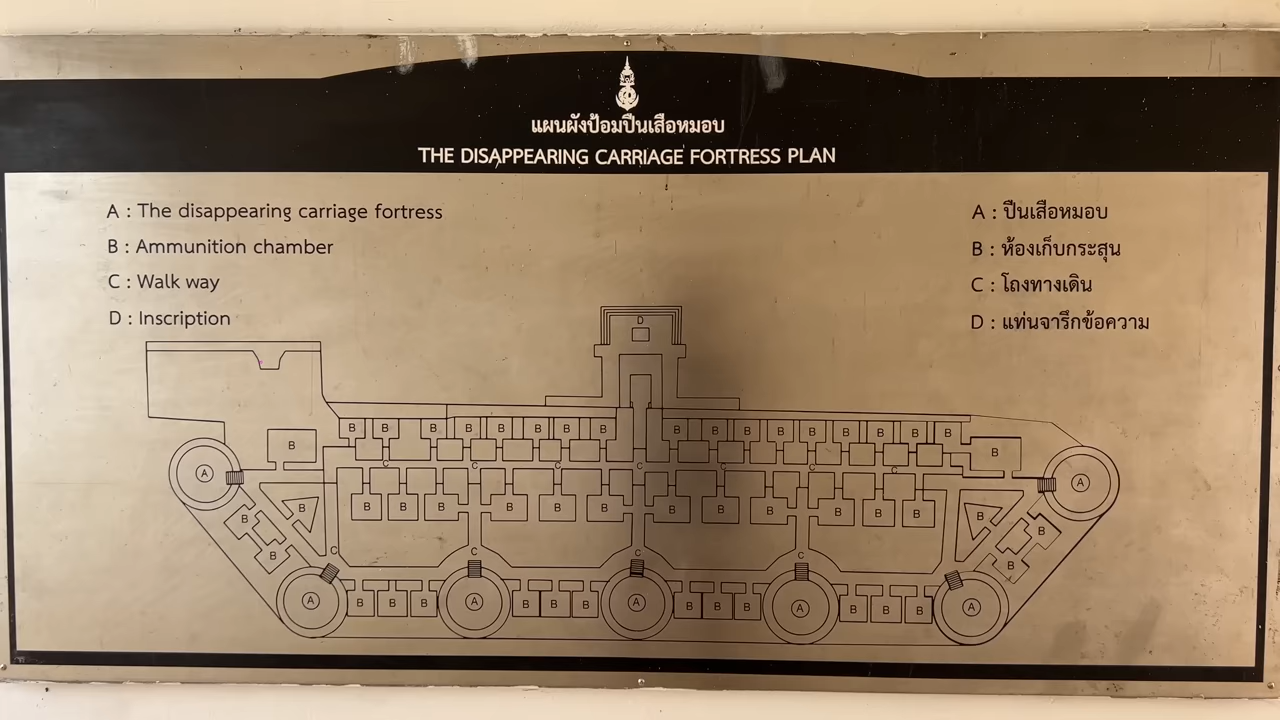 แผนผังป้อมปืนเสือหมอบ
THE DISAPPEARING CARRIAGE FORTRESS PLAN
A : The disappearing carriage fortress
B : Ammunition chamber
C : Walk way
D : Inscription
A : ปืนเสือหมอบ
B : ห้องเก็บกระสุน
C : โถงทางเดิน
D : แท่นจารึกข้อความ
D
B B B B B B B B B B B B B B B B B
B B
C C C C C C C
A A
B B B B B B B B B B B B
B B B B
B B
C C C C
A B B B A B B B A B B B A B B B A